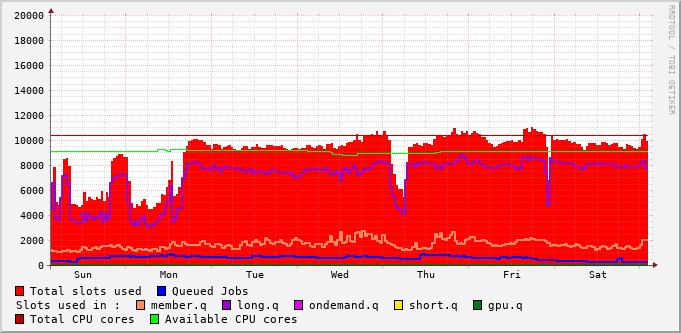 RRDTOOL / TOBI OETIKER
20000
18000
16000
14000
12000
10000
8000
6000
4000
2000
0
Sun Mon Tue Wed Thu Fri Sat
Total slots used Queued Jobs
Slots used in : member.q long.q ondemand.q short.q gpu.q
Total CPU cores Available CPU cores